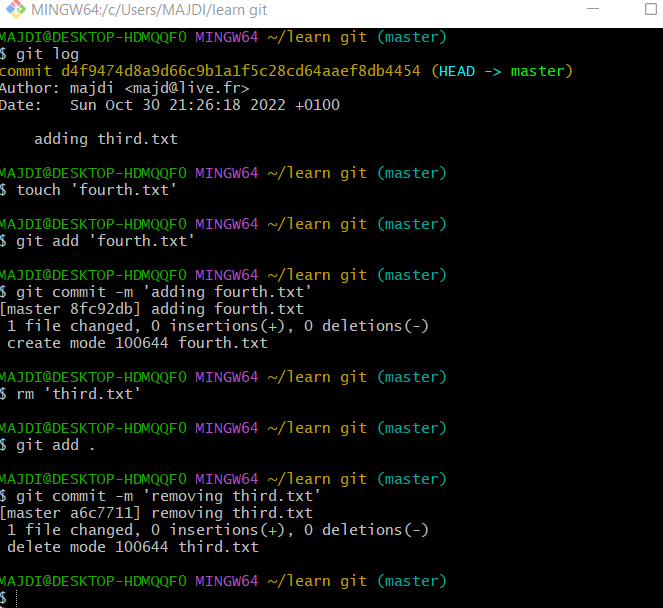 MINGW64:/c/Users/MAJDI/learn git
MAJDI@DESKTOP-HDMQQF0 MINGW64 ~/learn git (master)
$ git log
commit d4f9474d8a9d66c9b1a1f5c28cd64aaef8db4454 (HEAD -> master)
Author: majdi <majd@live.fr>
Date:   Sun Oct 30 21:26:18 2022 +0100
    adding third.txt
MAJDI@DESKTOP-HDMQQF0 MINGW64 ~/learn git (master)
$ touch 'fourth.txt'
MAJDI@DESKTOP-HDMQQF0 MINGW64 ~/learn git (master)
$ git add 'fourth.txt'
MAJDI@DESKTOP-HDMQQF0 MINGW64 ~/learn git (master)
$ git commit -m 'adding fourth.txt'
[master 8fc92db] adding fourth.txt
 1 file changed, 0 insertions(+), 0 deletions(-)
 create mode 100644 fourth.txt
MAJDI@DESKTOP-HDMQQF0 MINGW64 ~/learn git (master)
$ rm 'third.txt'
MAJDI@DESKTOP-HDMQQF0 MINGW64 ~/learn git (master)
$ git add .
MAJDI@DESKTOP-HDMQQF0 MINGW64 ~/learn git (master)
$ git commit -m 'removing third.txt'
[master a6c7711] removing third.txt
 1 file changed, 0 insertions(+), 0 deletions(-)
 delete mode 100644 third.txt
MAJDI@DESKTOP-HDMQQF0 MINGW64 ~/learn git (master)
$